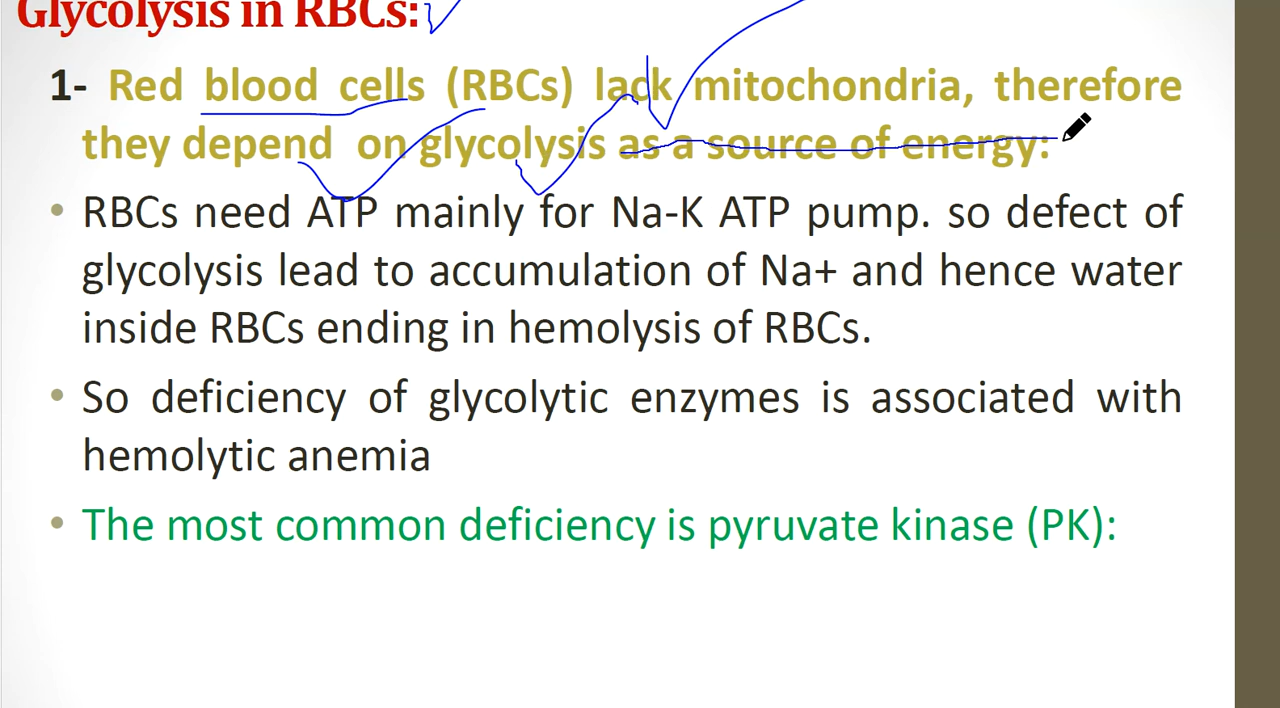 Glycolysis in RBCs:
1- Red blood cells (RBCs) lack mitochondria, therefore
they depend on glycolysis as a source of energy:
• RBCs need ATP mainly for Na-K ATP pump. so defect of
glycolysis lead to accumulation of Na+ and hence water
inside RBCs ending in hemolysis of RBCs.
• So deficiency of glycolytic enzymes is associated with
hemolytic anemia
• The most common deficiency is pyruvate kinase (PK):